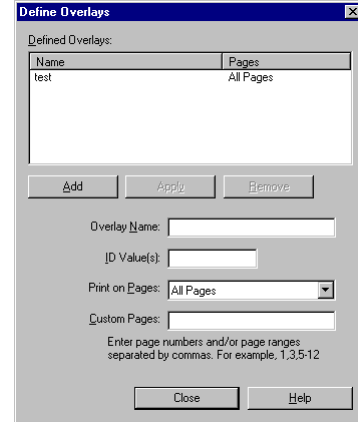 Define Overlays
Defined Overlays:
Name Pages
test All Pages
Add Apply Remove
Overlay Name:
ID Value(s):
Print on Pages: All Pages
Custom Pages:
Enter page numbers and/or page ranges
separated by commas. For example, 1,3,5-12
Close Help